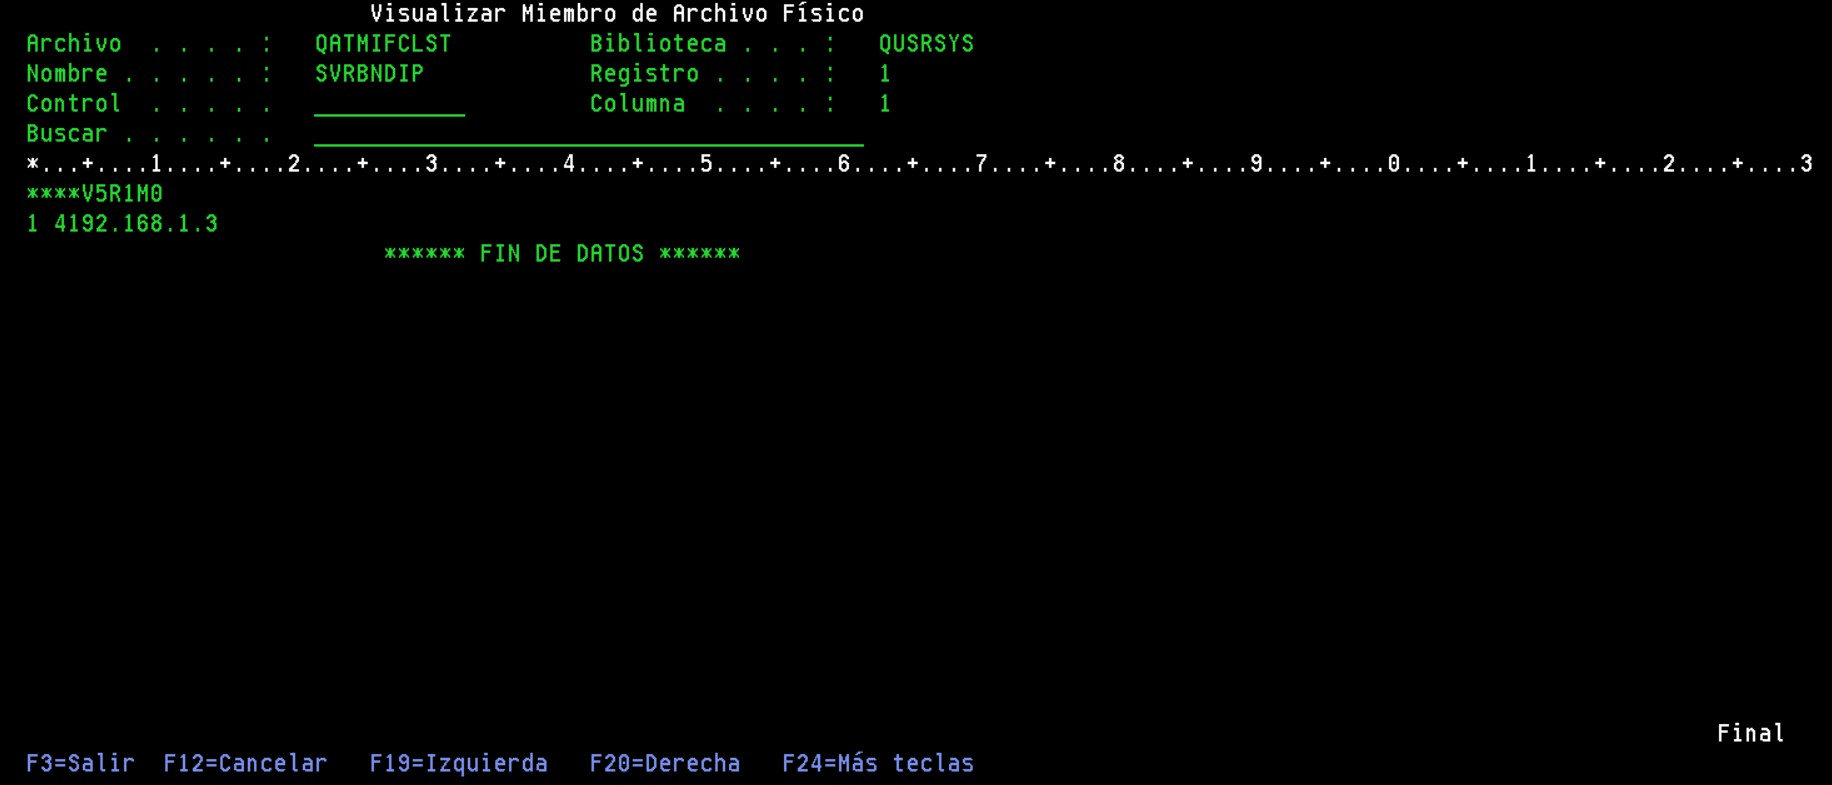 Visualizar Miembro de Archivo Físico
Archivo . . . . : QATMIFCLST Biblioteca . . . : QUSRSYS
Nombre . . . . . : SVRBNDIP Registro . . . . : 1
Control . . . . . ___________ Columna . . . . : 1
Buscar . . . . . . ________________________________________
*...+....1....+....2....+....3....+....4....+....5....+....6....+....7....+....8....+....9....+....0....+....1....+....2....+....3
****V5R1M0
1 4192.168.1.3
****** FIN DE DATOS ******
Final
F3=Salir F12=Cancelar F19=Izquierda F20=Derecha F24=Más teclas